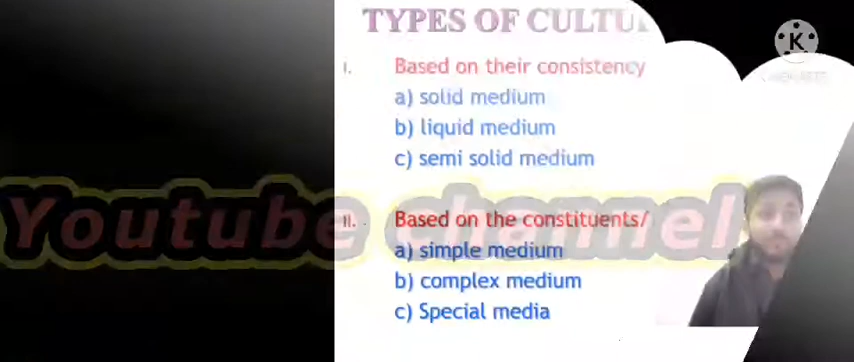 TYPES OF CULTU
I. Based on their consistency
a) solid medium
b) liquid medium
c) semi solid medium
Youtube channel
II. Based on the constituents/
a) simple medium
b) complex medium
c) Special media
K